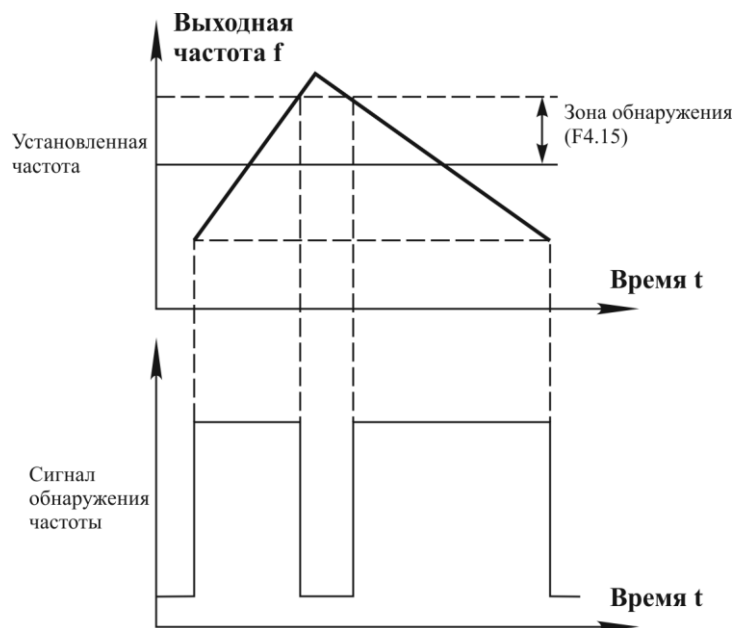 Выходная
частота f
Зона обнаружения
(F4.15)
Установленная
частота
Время t
Сигнал
обнаружения
частоты
Время t